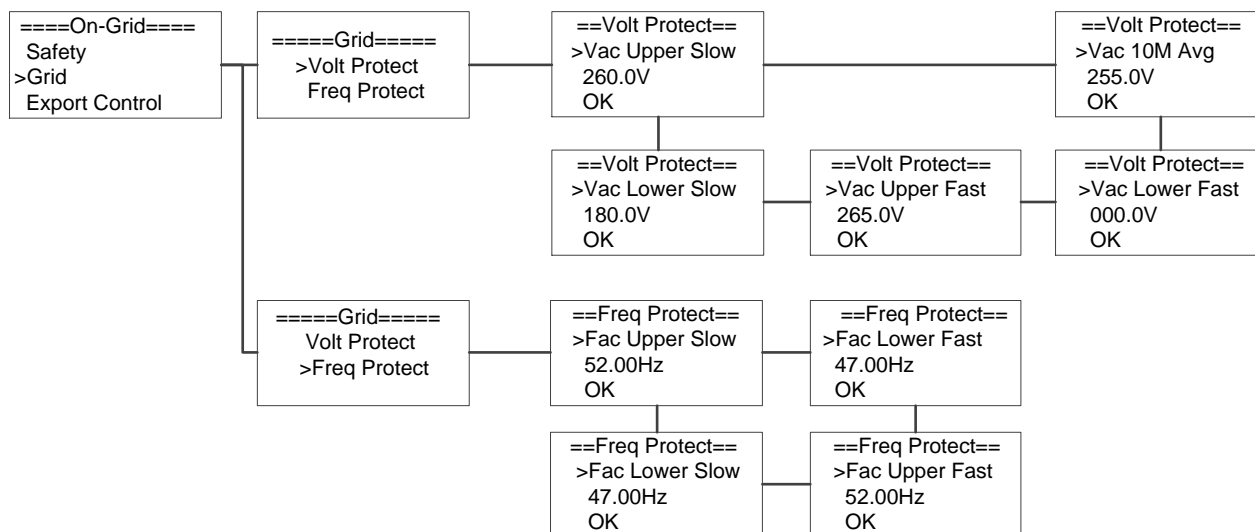 ====On-Grid====
Safety
>Grid
Export Control
=====Grid=====
>Volt Protect
Freq Protect
==Volt Protect==
>Vac Upper Slow
260.0V
OK
==Volt Protect==
>Vac 10M Avg
255.0V
OK
==Volt Protect==
>Vac Lower Slow
180.0V
OK
==Volt Protect==
>Vac Upper Fast
265.0V
OK
==Volt Protect==
>Vac Lower Fast
000.0V
OK
=====Grid=====
Volt Protect
>Freq Protect
==Freq Protect==
>Fac Upper Slow
52.00Hz
OK
==Freq Protect==
>Fac Lower Fast
47.00Hz
OK
==Freq Protect==
>Fac Lower Slow
47.00Hz
OK
==Freq Protect==
>Fac Upper Fast
52.00Hz
OK